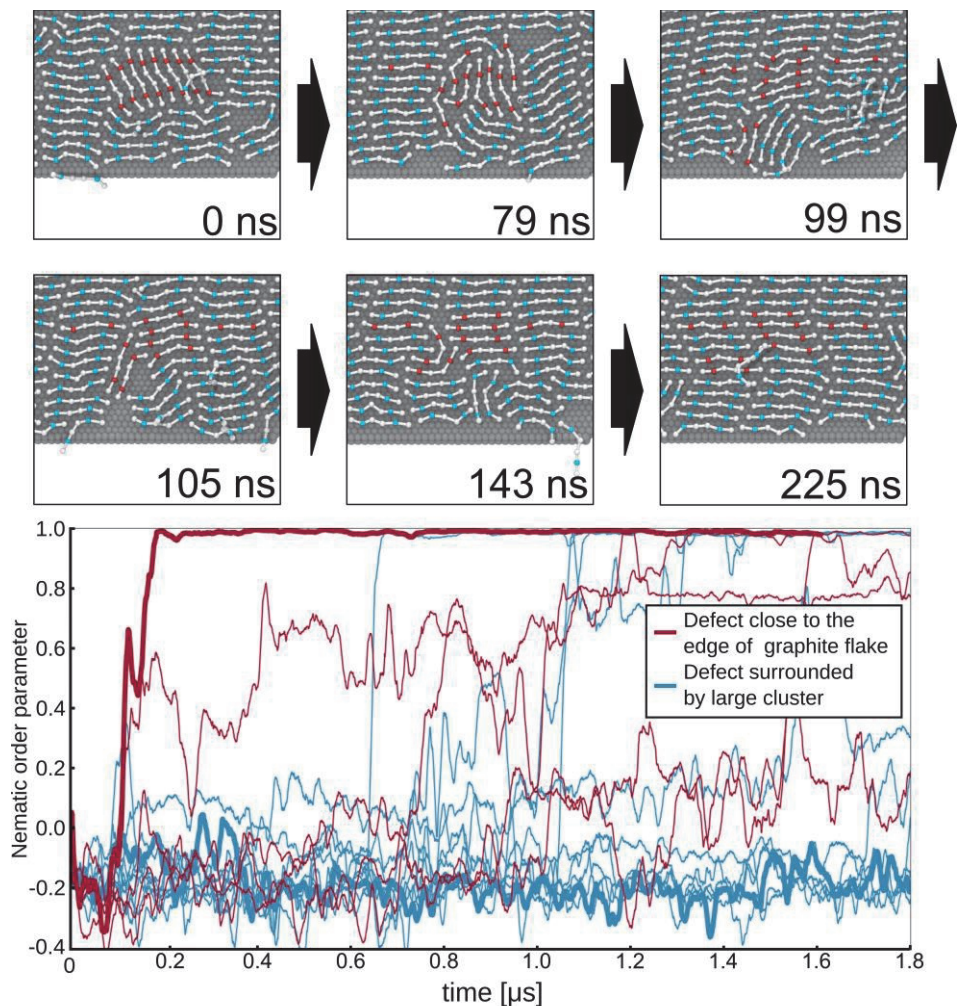 0 ns
79 ns
99 ns
105 ns
143 ns
225 ns
1.0
0.8
0.6
0.4
0.2
0.0
-0.2
-0.4
Nematic order parameter
Defect close to the
edge of graphite flake
Defect surrounded
by large cluster
0 0.2 0.4 0.6 0.8 1.0 1.2 1.4 1.6 1.8
time [µs]